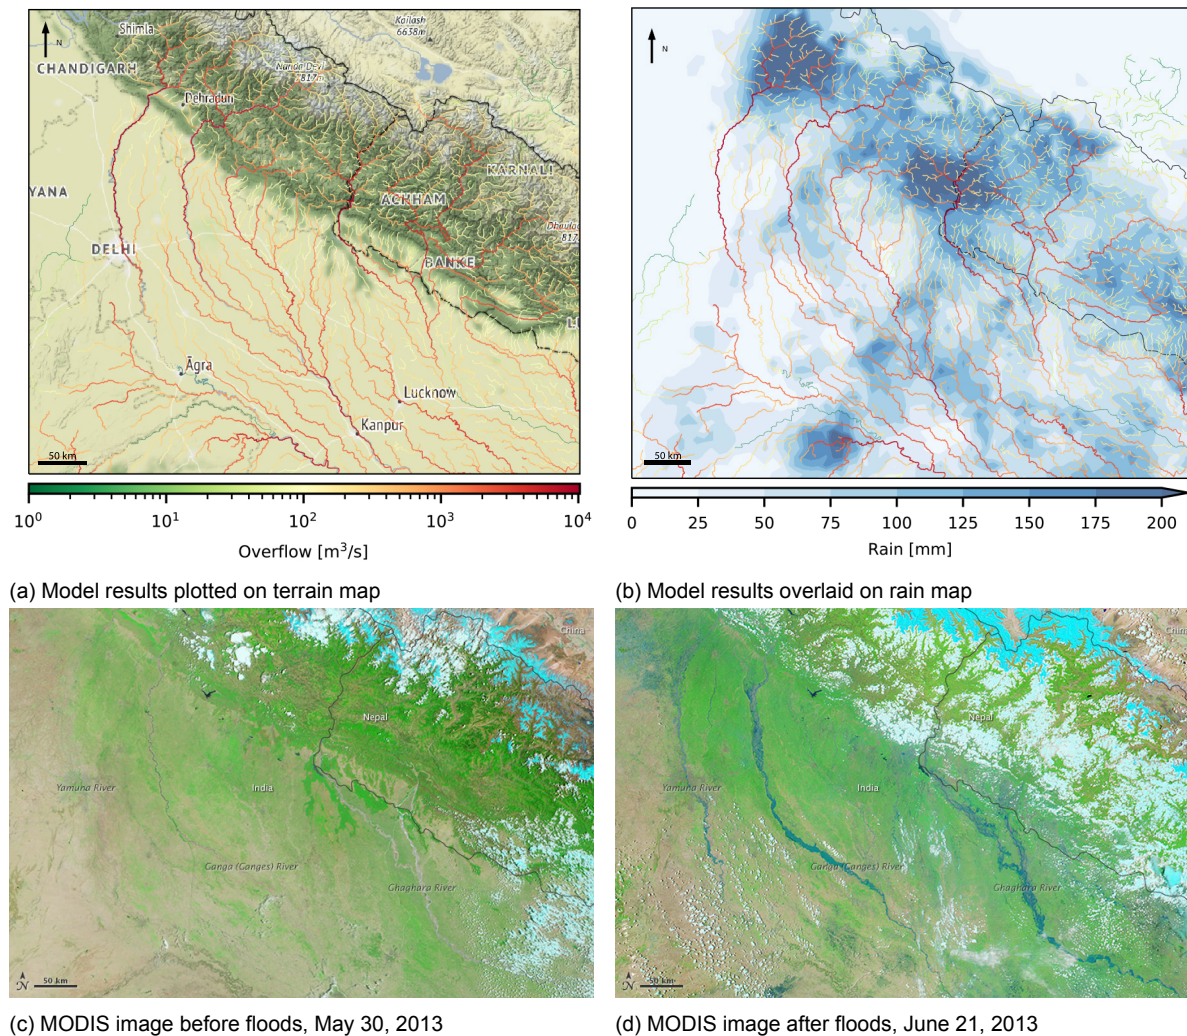 N
Shimla
Kailash
6638m
CHANDIGARH
Nanda Devi
7817m
Dehradun
KARNALI
YANA
ACHHAM
Dhaulag
817
DELHI
BANKE
LU
Āgra
Lucknow
Kanpur
50 km
10⁰ 10¹ 10² 10³ 10⁴
Overflow [m³/s]
(a) Model results plotted on terrain map
N
50 km
0 25 50 75 100 125 150 175 200
Rain [mm]
(b) Model results overlaid on rain map
China
Nepal
Yamuna River
India
Ganga (Ganges) River
Ghaghara River
N
50 km
(c) MODIS image before floods, May 30, 2013
China
Nepal
Yamuna River
India
Ganga (Ganges) River
Ghaghara River
N
50 km
(d) MODIS image after floods, June 21, 2013